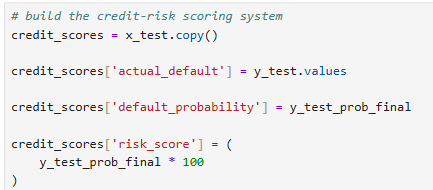 # build the credit-risk scoring system
credit_scores = x_test.copy()
credit_scores['actual_default'] = y_test.values
credit_scores['default_probability'] = y_test_prob_final
credit_scores['risk_score'] = (
    y_test_prob_final * 100
)